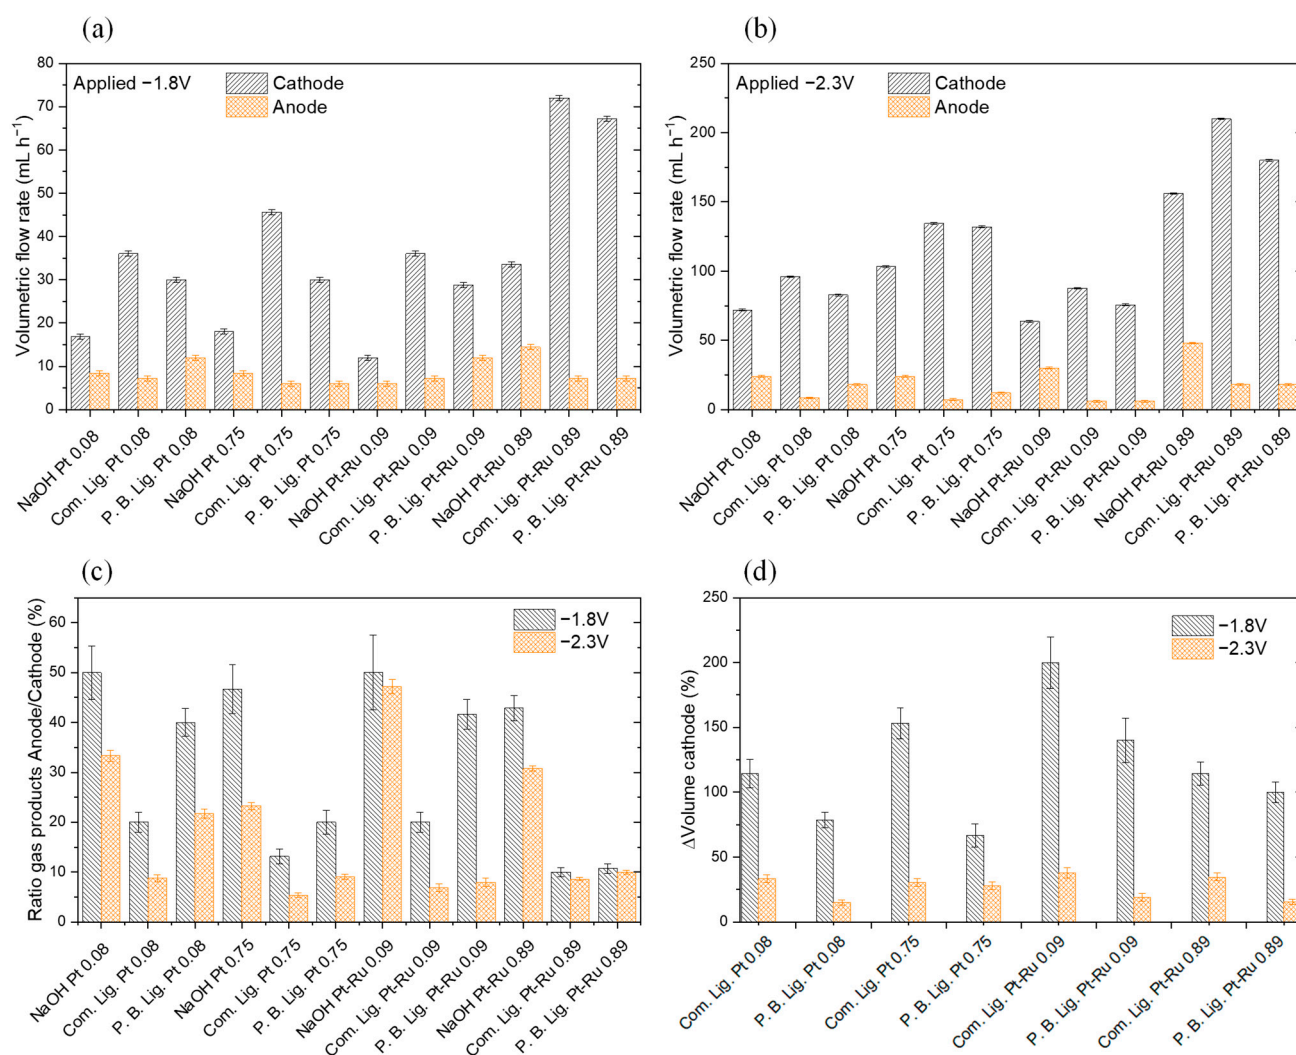 (a)
Applied −1.8V
Cathode
Anode
Volumetric flow rate (mL h⁻¹)
80
70
60
50
40
30
20
10
0
NaOH Pt 0.08
Com. Lig. Pt 0.08
P. B. Lig. Pt 0.08
NaOH Pt 0.75
Com. Lig. Pt 0.75
P. B. Lig. Pt 0.75
NaOH Pt-Ru 0.09
Com. Lig. Pt-Ru 0.09
P. B. Lig. Pt-Ru 0.09
NaOH Pt-Ru 0.89
Com. Lig. Pt-Ru 0.89
P. B. Lig. Pt-Ru 0.89
(b)
Applied −2.3V
Cathode
Anode
Volumetric flow rate (mL h⁻¹)
250
200
150
100
50
0
NaOH Pt 0.08
Com. Lig. Pt 0.08
P. B. Lig. Pt 0.08
NaOH Pt 0.75
Com. Lig. Pt 0.75
P. B. Lig. Pt 0.75
NaOH Pt-Ru 0.09
Com. Lig. Pt-Ru 0.09
P. B. Lig. Pt-Ru 0.09
NaOH Pt-Ru 0.89
Com. Lig. Pt-Ru 0.89
P. B. Lig. Pt-Ru 0.89
(c)
−1.8V
−2.3V
Ratio gas products Anode/Cathode (%)
60
50
40
30
20
10
0
NaOH Pt 0.08
Com. Lig. Pt 0.08
P. B. Lig. Pt 0.08
NaOH Pt 0.75
Com. Lig. Pt 0.75
P. B. Lig. Pt 0.75
NaOH Pt-Ru 0.09
Com. Lig. Pt-Ru 0.09
P. B. Lig. Pt-Ru 0.09
NaOH Pt-Ru 0.89
Com. Lig. Pt-Ru 0.89
P. B. Lig. Pt-Ru 0.89
(d)
−1.8V
−2.3V
ΔVolume cathode (%)
250
200
150
100
50
0
Com. Lig. Pt 0.08
P. B. Lig. Pt 0.08
Com. Lig. Pt 0.75
P. B. Lig. Pt 0.75
Com. Lig. Pt-Ru 0.09
P. B. Lig. Pt-Ru 0.09
Com. Lig. Pt-Ru 0.89
P. B. Lig. Pt-Ru 0.89